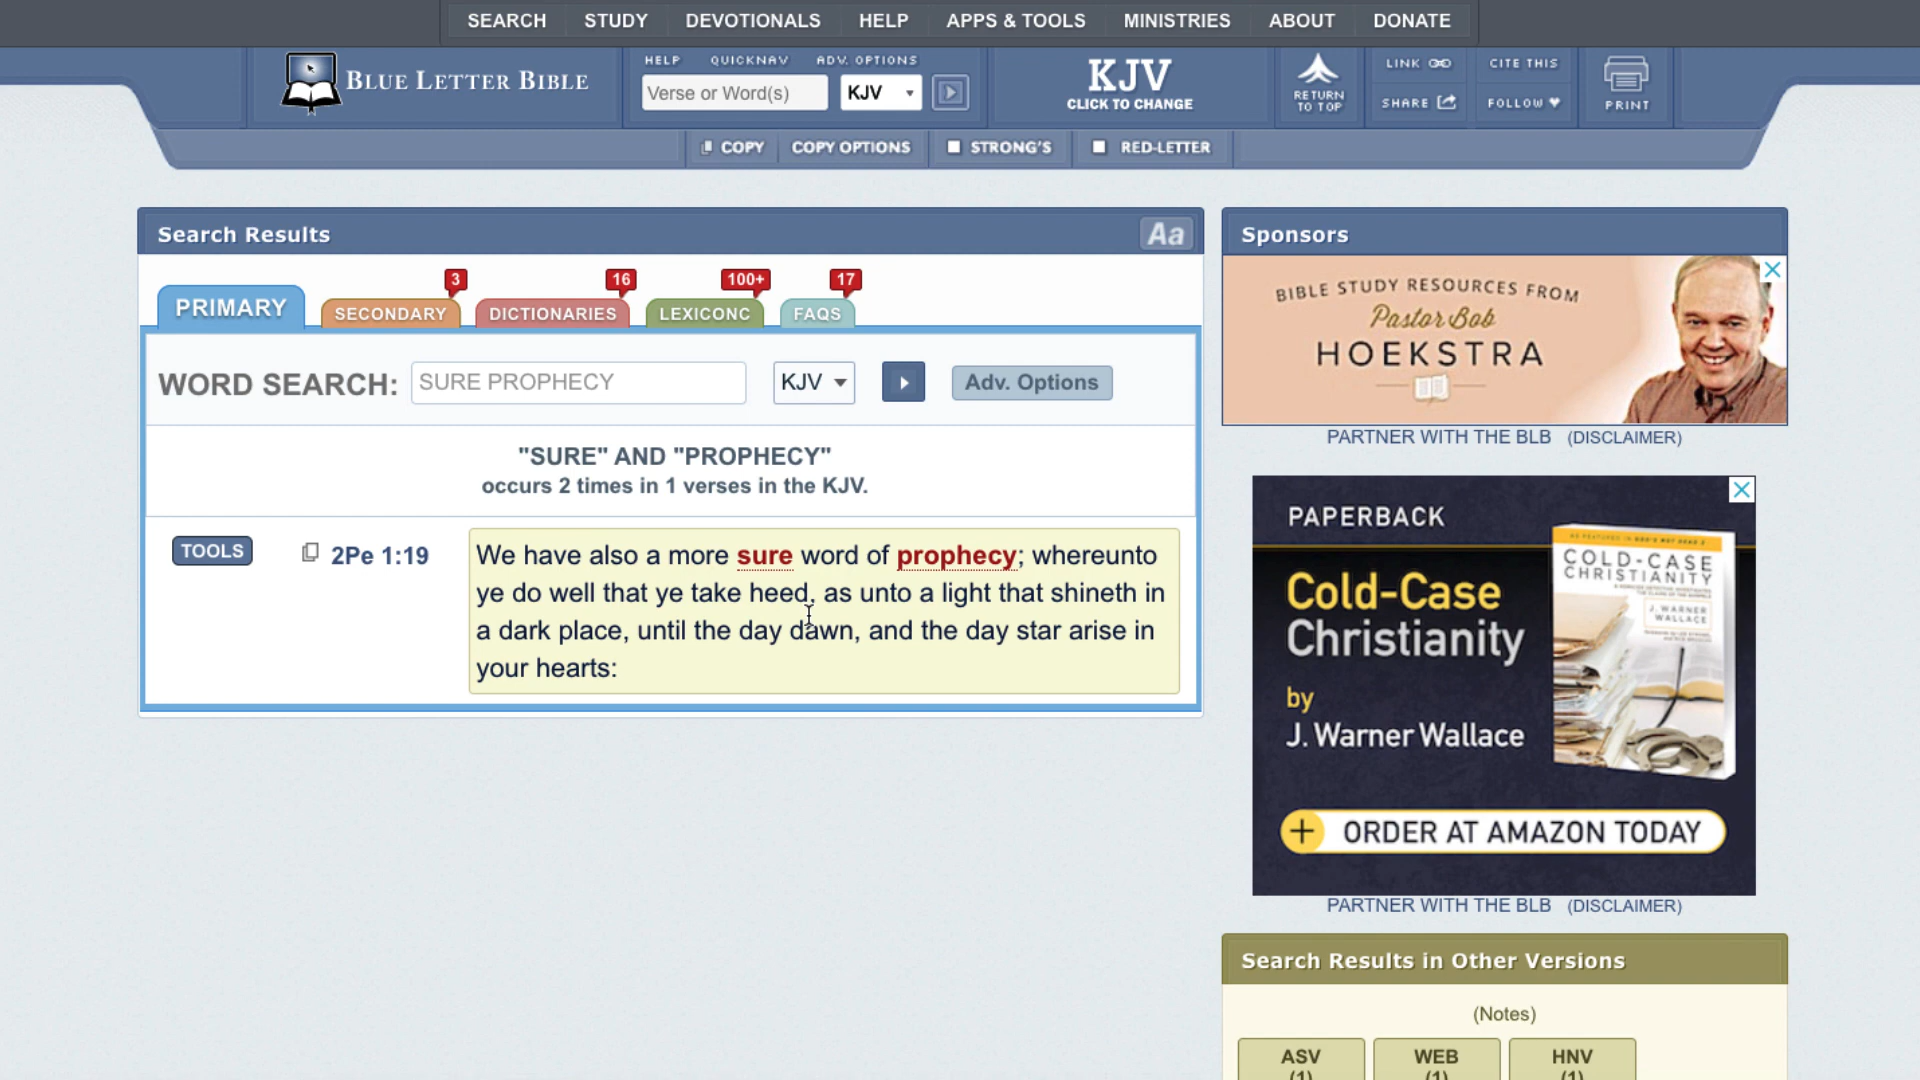 SEARCH STUDY DEVOTIONALS HELP APPS & TOOLS MINISTRIES ABOUT DONATE
BLUE LETTER BIBLE
HELP QUICKNAV ADV. OPTIONS
Verse or Word(s) KJV
KJV
CLICK TO CHANGE
RETURN
TO TOP
LINK CITE THIS
SHARE FOLLOW
PRINT
COPY COPY OPTIONS STRONG'S RED-LETTER
Search Results Aa
3 16 100+ 17
PRIMARY SECONDARY DICTIONARIES LEXICONC FAQS
WORD SEARCH: SURE PROPHECY KJV Adv. Options
"SURE" AND "PROPHECY"
occurs 2 times in 1 verses in the KJV.
TOOLS 2Pe 1:19
We have also a more sure word of prophecy; whereunto
ye do well that ye take heed, as unto a light that shineth in
a dark place, until the day dawn, and the day star arise in
your hearts:
Sponsors
BIBLE STUDY RESOURCES FROM
Pastor Bob
HOEKSTRA
PARTNER WITH THE BLB (DISCLAIMER)
PAPERBACK
Cold-Case
Christianity
by
J. Warner Wallace
COLD-CASE
CHRISTIANITY
J. WARNER
WALLACE
ORDER AT AMAZON TODAY
PARTNER WITH THE BLB (DISCLAIMER)
Search Results in Other Versions
(Notes)
ASV WEB HNV
(1) (1) (1)